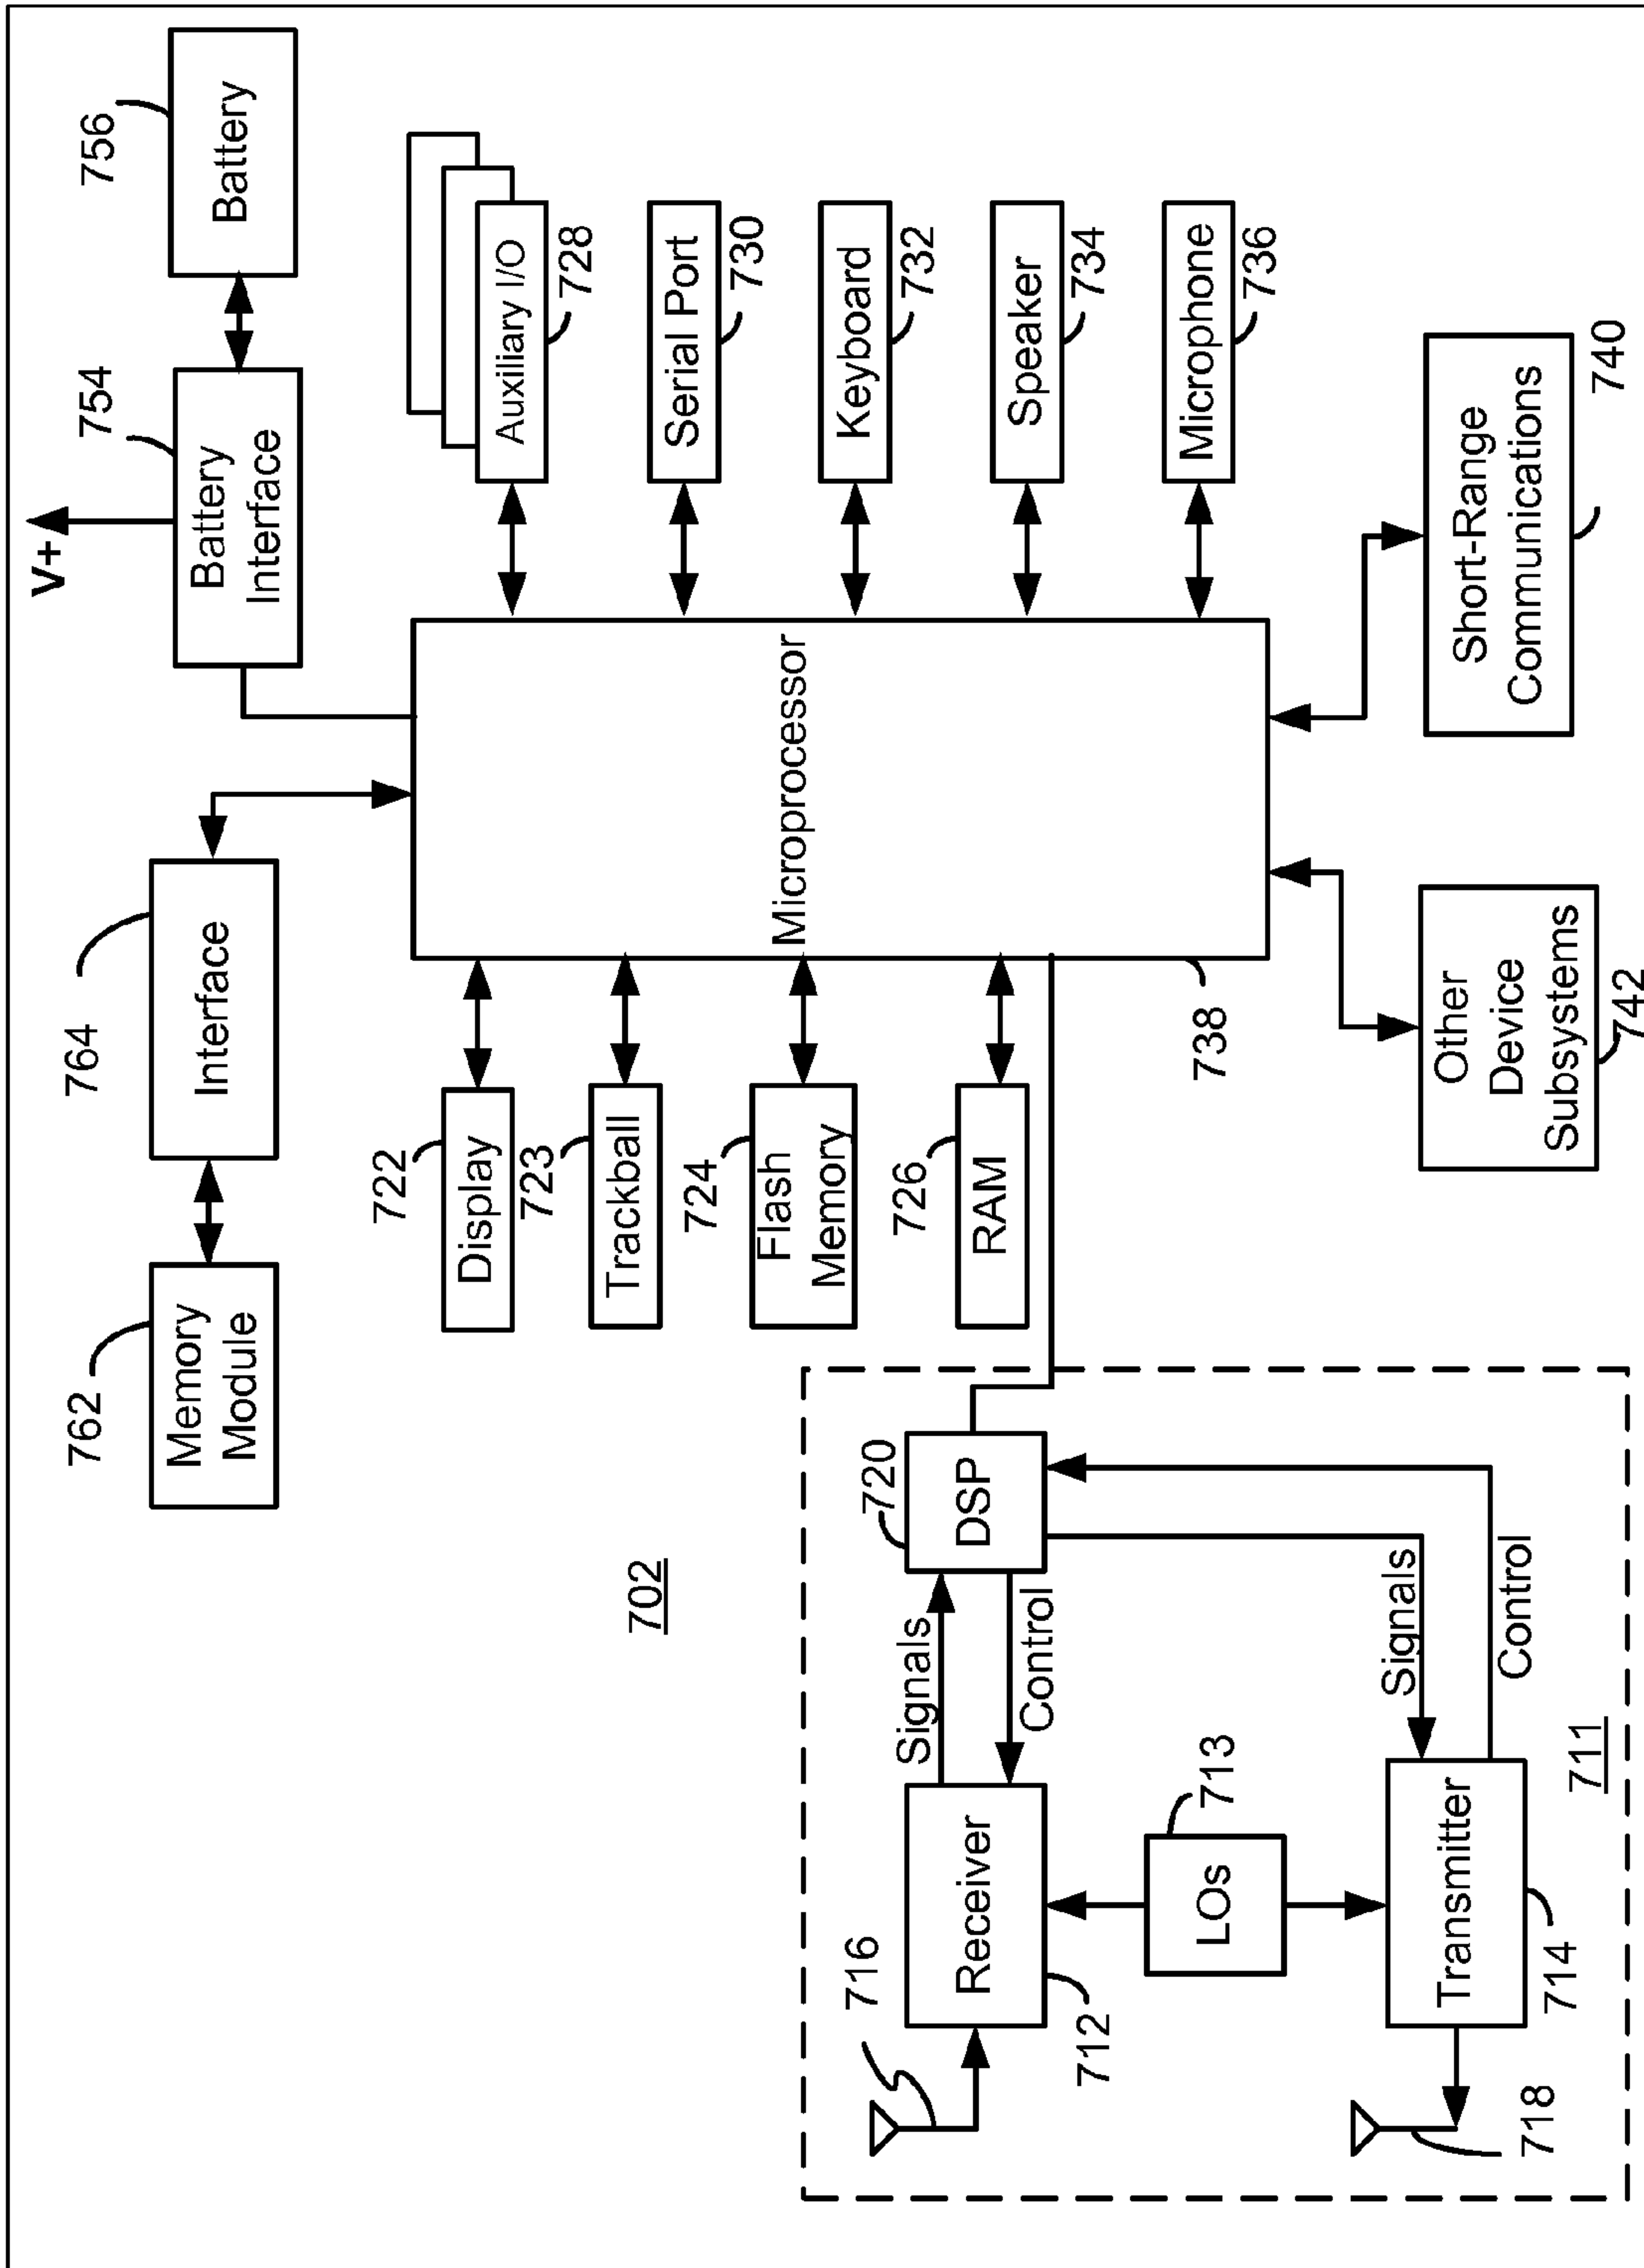 762
Memory
Module
764
Interface
V+
754
Battery
Interface
756
Battery
722
Display
723
Trackball
724
Flash
Memory
726
RAM
Microprocessor
738
Auxiliary I/O
728
Serial Port
730
Keyboard
732
Speaker
734
Microphone
736
702
716
Receiver
712
Signals
Control
720
DSP
LOs
713
Signals
Control
Transmitter
714
718
711
Other
Device
Subsystems
742
Short-Range
Communications
740